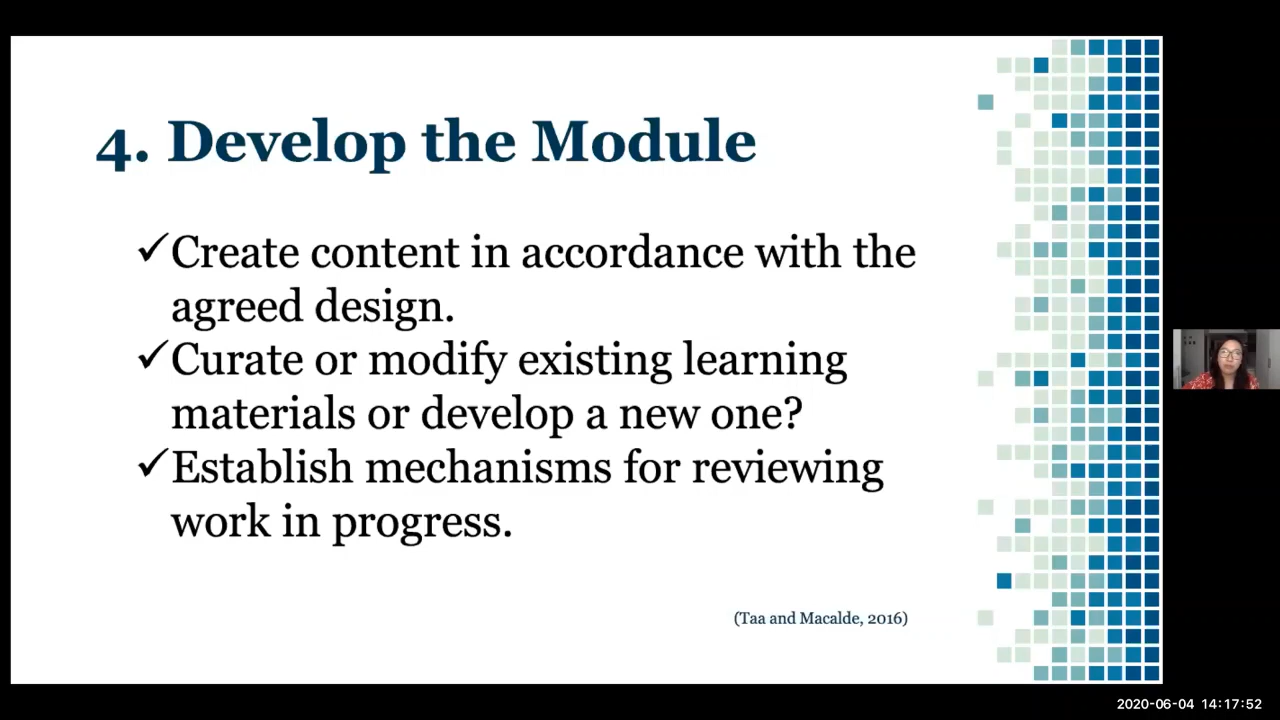 4. Develop the Module
✓Create content in accordance with the
agreed design.
✓Curate or modify existing learning
materials or develop a new one?
✓Establish mechanisms for reviewing
work in progress.
(Taa and Macalde, 2016)
2020-06-04 14:17:52